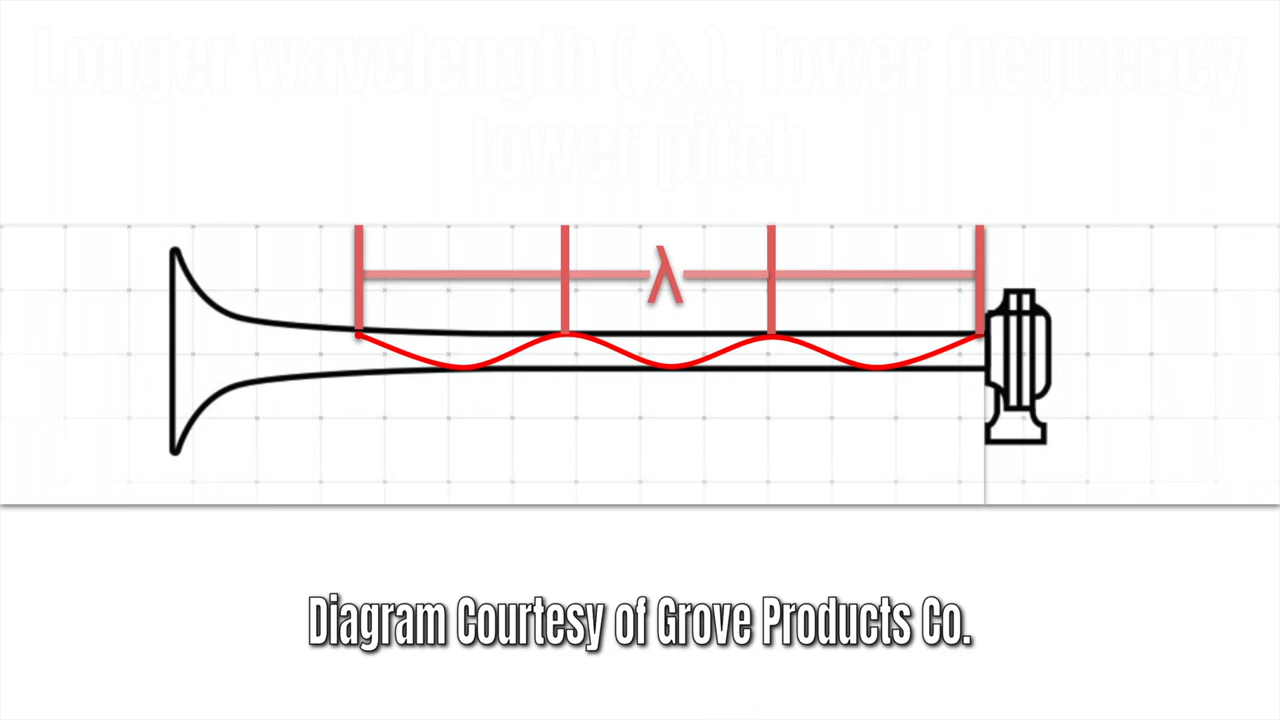 Longer wavelength (λ), lower frequency
lower pitch
λ
Diagram Courtesy of Grove Products Co.